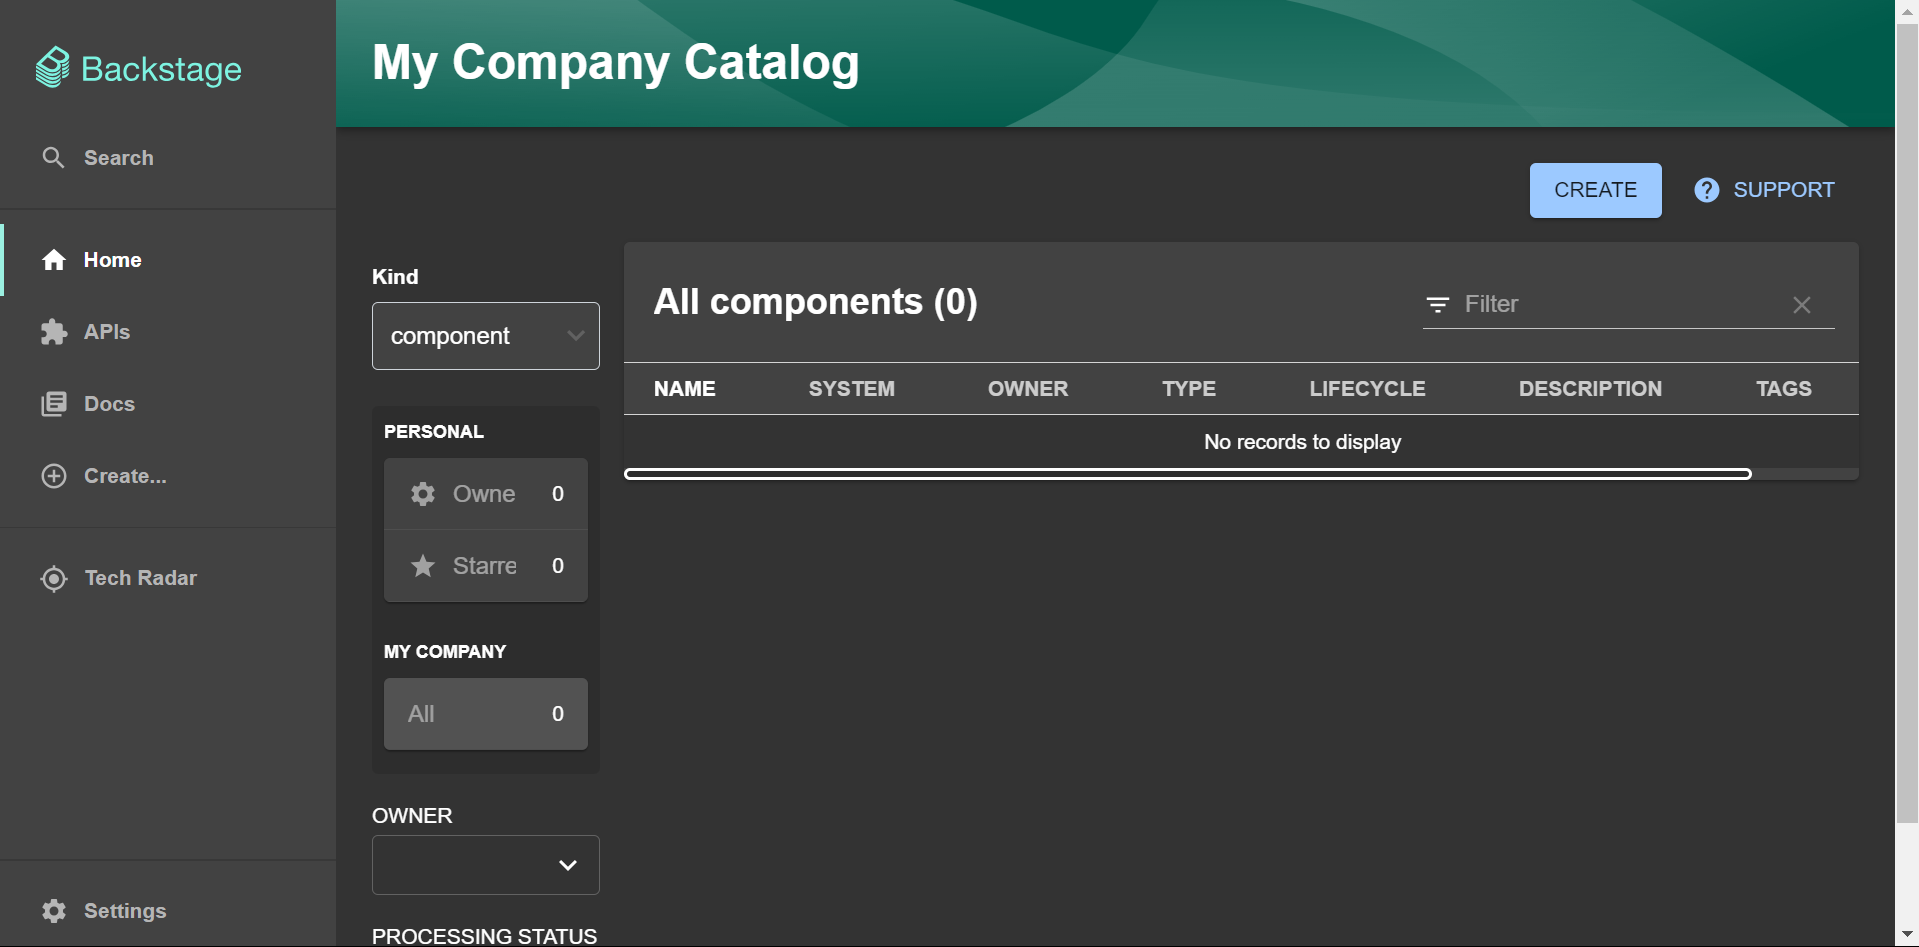 Backstage
Search
Home
APIs
Docs
Create...
Tech Radar
Settings
My Company Catalog
CREATE
SUPPORT
Kind
component
PERSONAL
Owne 0
Starre 0
MY COMPANY
All 0
OWNER
PROCESSING STATUS
All components (0)
Filter
NAME SYSTEM OWNER TYPE LIFECYCLE DESCRIPTION TAGS
No records to display